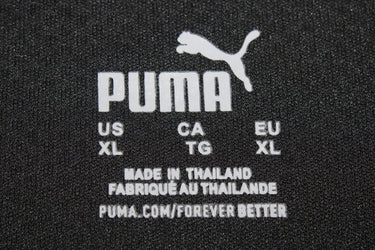 PUMA
US CA EU
XL TG XL
MADE IN THAILAND
FABRIQUÉ AU THAILANDE
PUMA.COM/FOREVER BETTER